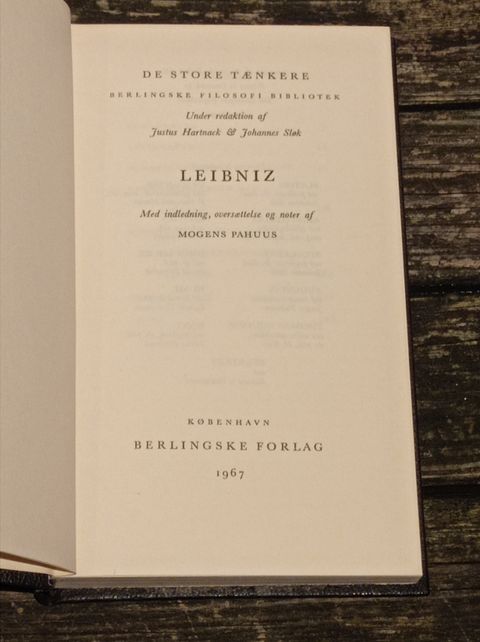 DE STORE TÆNKERE
BERLINGSKE FILOSOFI BIBLIOTEK
Under redaktion af
Justus Hartnack & Johannes Sløk
LEIBNIZ
Med indledning, oversættelse og noter af
MOGENS PAHUUS
KØBENHAVN
BERLINGSKE FORLAG
1967